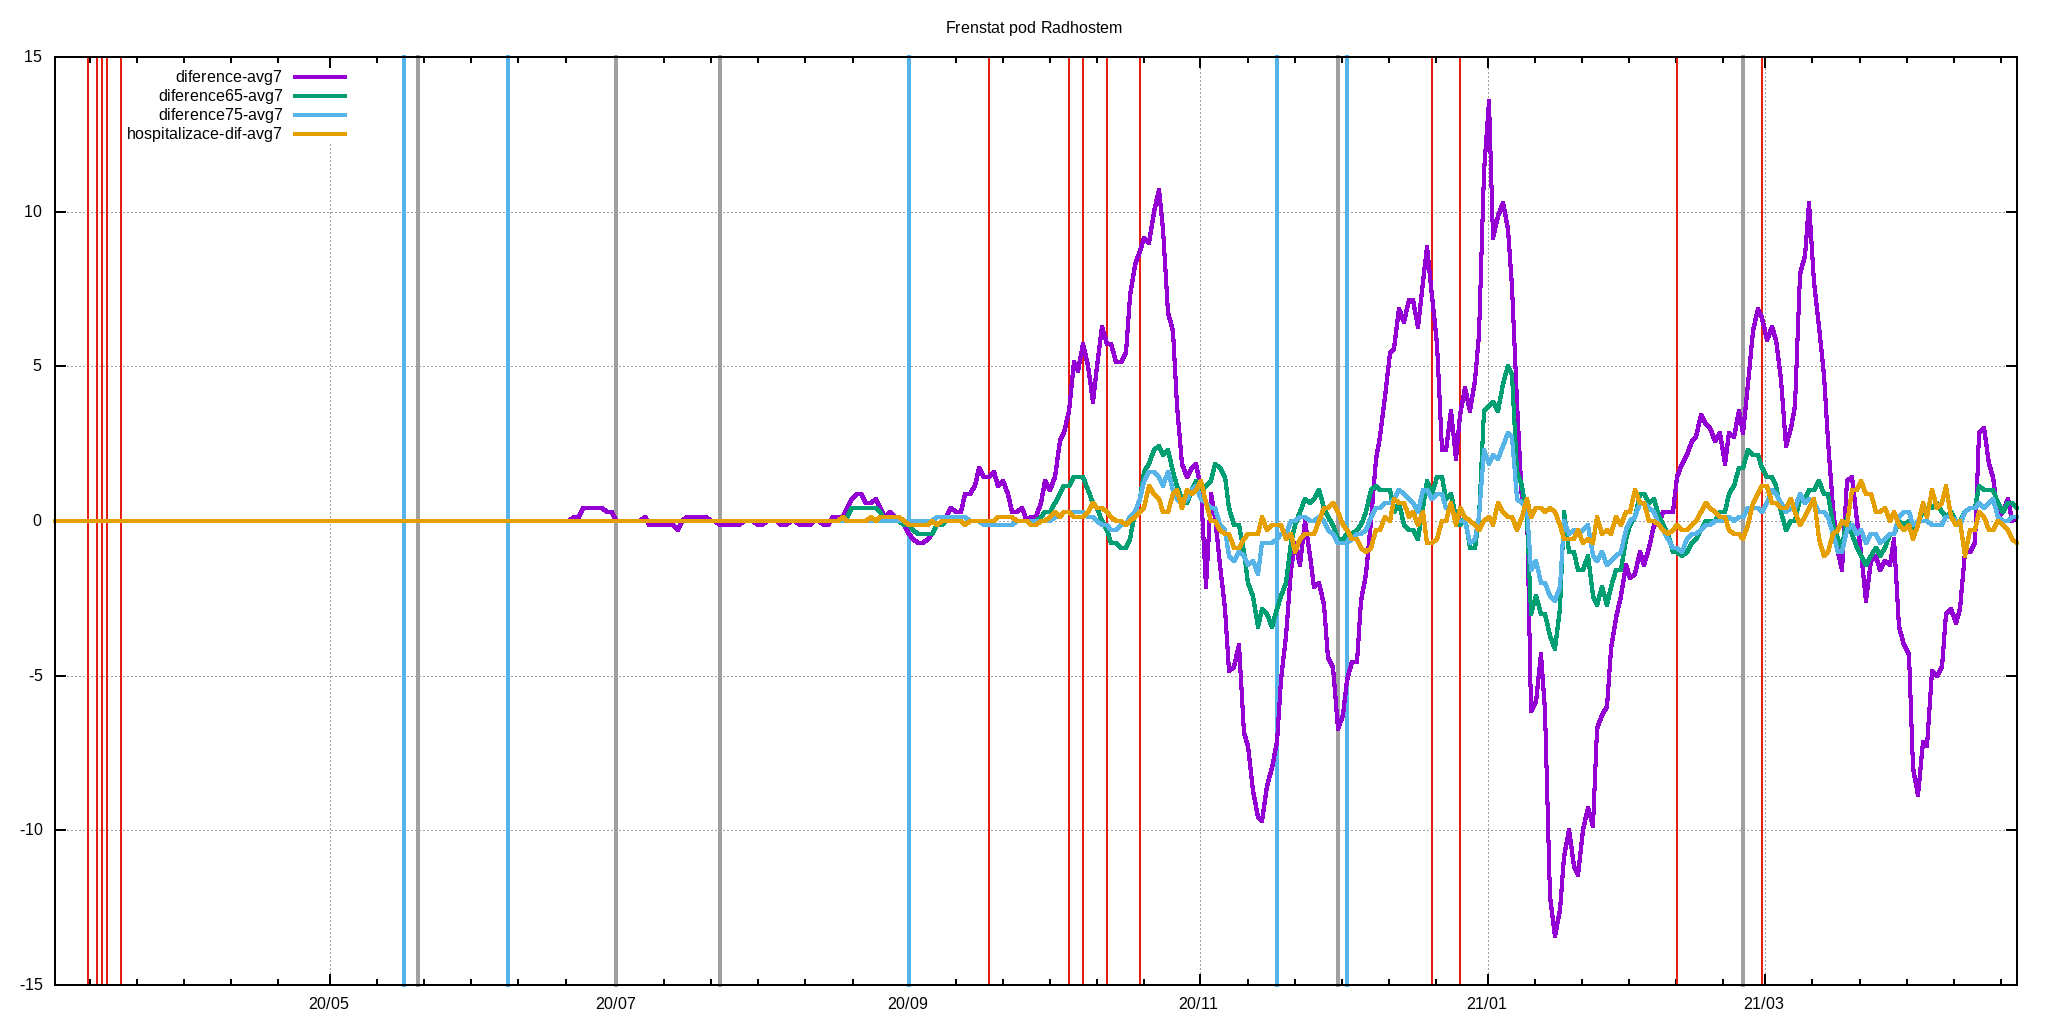 Frenstat pod Radhostem
15
10
5
0
-5
-10
-15
diference-avg7
diference65-avg7
diference75-avg7
hospitalizace-dif-avg7
20/05 20/07 20/09 20/11 21/01 21/03